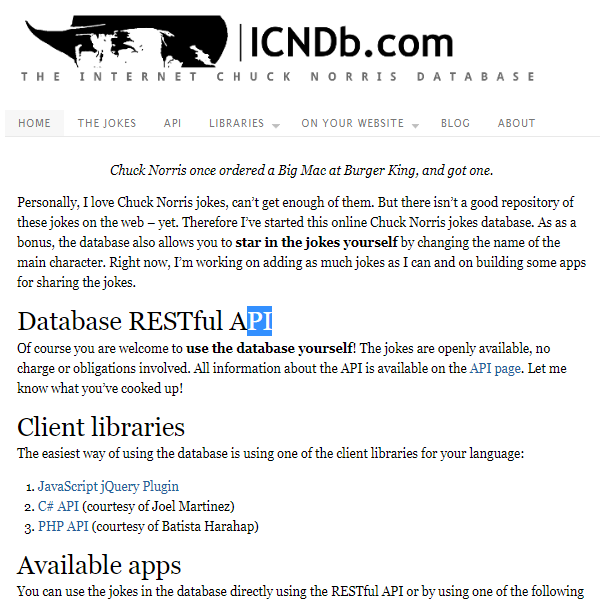 ICNDb.com
THE INTERNET CHUCK NORRIS DATABASE
HOME THE JOKES API LIBRARIES ON YOUR WEBSITE BLOG ABOUT
Chuck Norris once ordered a Big Mac at Burger King, and got one.
Personally, I love Chuck Norris jokes, can't get enough of them. But there isn't a good repository of
these jokes on the web – yet. Therefore I've started this online Chuck Norris jokes database. As as a
bonus, the database also allows you to star in the jokes yourself by changing the name of the
main character. Right now, I'm working on adding as much jokes as I can and on building some apps
for sharing the jokes.
Database RESTful API
Of course you are welcome to use the database yourself! The jokes are openly available, no
charge or obligations involved. All information about the API is available on the API page. Let me
know what you've cooked up!
Client libraries
The easiest way of using the database is using one of the client libraries for your language:
1. JavaScript jQuery Plugin
2. C# API (courtesy of Joel Martinez)
3. PHP API (courtesy of Batista Harahap)
Available apps
You can use the jokes in the database directly using the RESTful API or by using one of the following